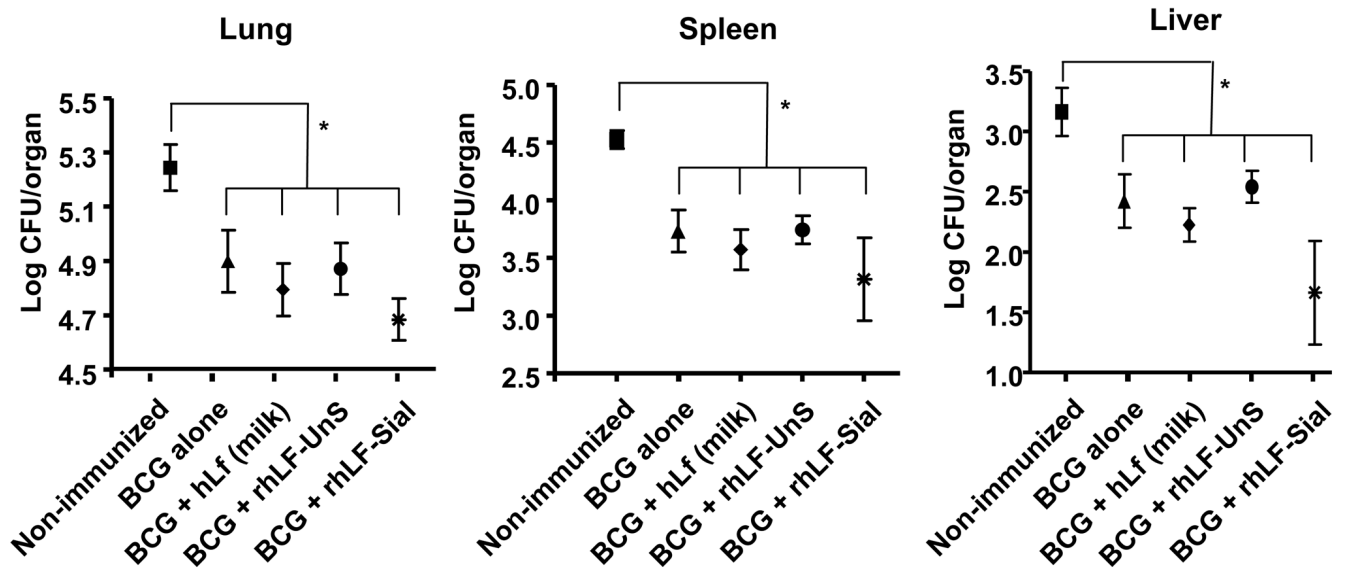 Lung
Log CFU/organ
5.5
5.3
5.1
4.9
4.7
4.5
*
Non-immunized
BCG alone
BCG + hLf (milk)
BCG + rhLF-UnS
BCG + rhLF-Sial
Spleen
Log CFU/organ
5.0
4.5
4.0
3.5
3.0
2.5
*
Non-immunized
BCG alone
BCG + hLf (milk)
BCG + rhLF-UnS
BCG + rhLF-Sial
Liver
Log CFU/organ
3.5
3.0
2.5
2.0
1.5
1.0
*
Non-immunized
BCG alone
BCG + hLf (milk)
BCG + rhLF-UnS
BCG + rhLF-Sial